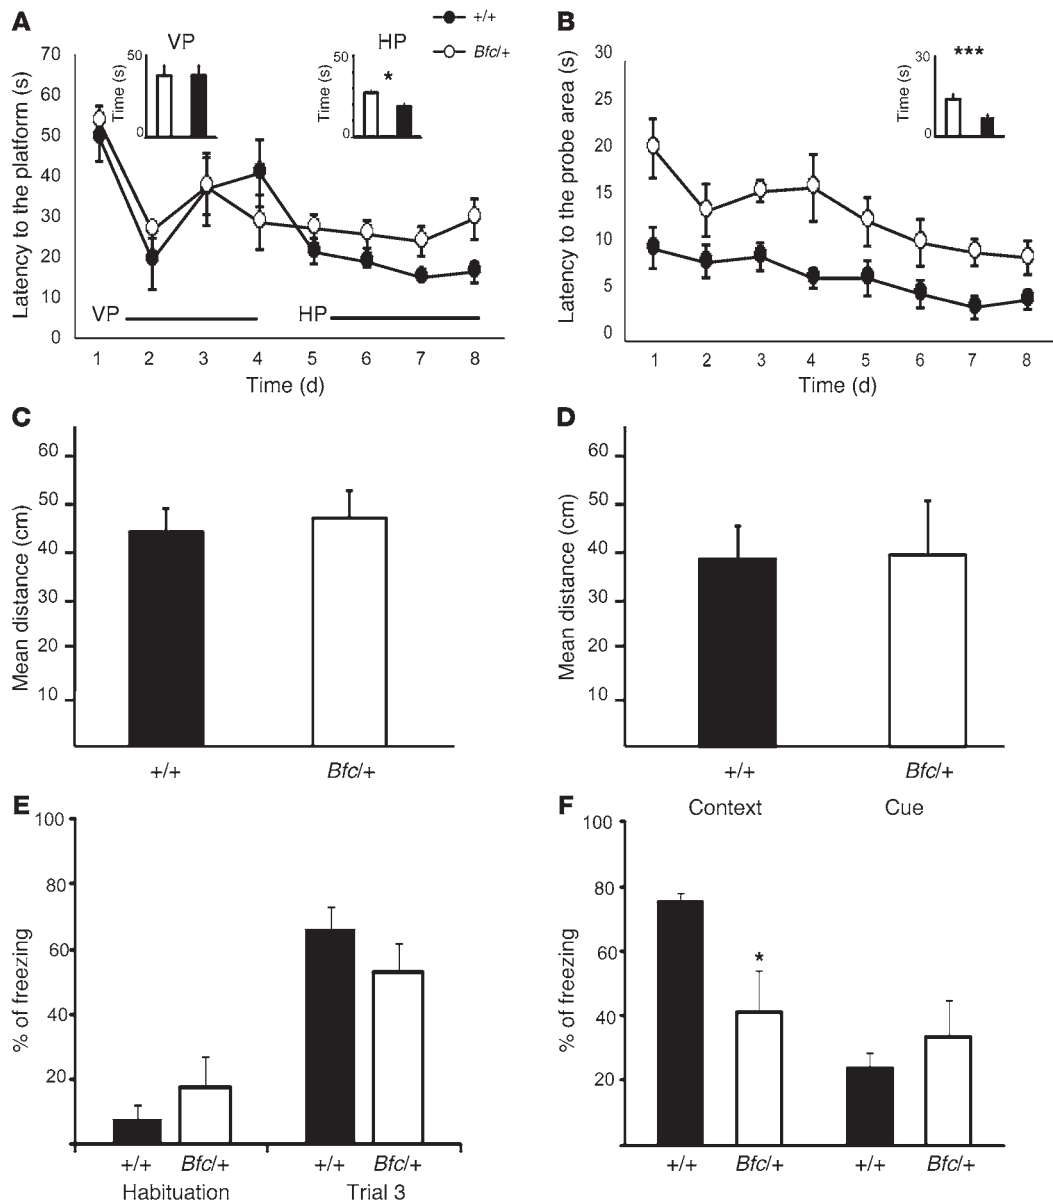 A
+/+
Bfc/+
Latency to the platform (s)
70
60
50
40
30
20
10
0
VP
Time (s)
50
0
HP
Time (s)
50
0
*
VP
HP
1 2 3 4 5 6 7 8
Time (d)
B
Latency to the probe area (s)
30
25
20
15
10
5
0
Time (s)
30
0
***
1 2 3 4 5 6 7 8
Time (d)
C
Mean distance (cm)
60
50
40
30
20
10
+/+ Bfc/+
D
Mean distance (cm)
60
50
40
30
20
10
+/+ Bfc/+
E
% of freezing
100
80
60
40
20
+/+ Bfc/+ +/+ Bfc/+
Habituation Trial 3
F
Context Cue
% of freezing
100
80
60
40
20
*
+/+ Bfc/+ +/+ Bfc/+